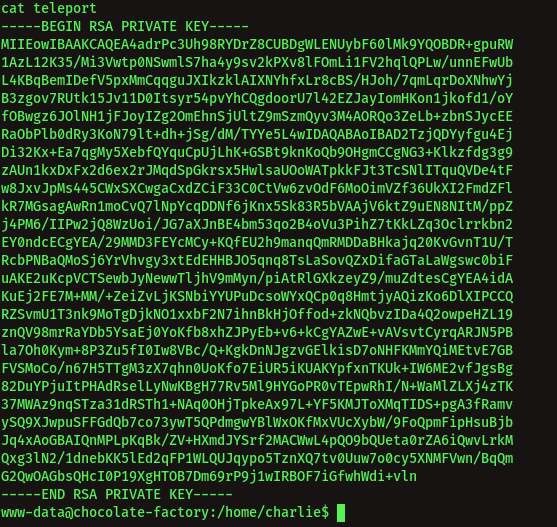 cat teleport
-----BEGIN RSA PRIVATE KEY-----
MIIEowIBAAKCAQEA4adrPc3Uh98RYDrZ8CUBDgWLENUybF60lMk9YQOBDR+gpuRW
1AzL12K35/Mi3Vwtp0NSwmlS7ha4y9sv2kPXv8lFOmLi1FV2hqlQPLw/unnEFwUb
L4KBqBemIDefV5pxMmCqqguJXIkzklAIXNYhfxLr8cBS/HJoh/7qmLqrDoXNhwYj
B3zgov7RUtk15Jv11D0Itsyr54pvYhCQgdoorU7l42EZJayIomHKon1jkofd1/oY
fOBwgz6JOlNH1jFJoyIZg2OmEhnSjUltZ9mSzmQyv3M4AORQo3ZeLb+zbnSJycEE
RaObPlb0dRy3KoN79lt+dh+jSg/dM/TYYe5L4wIDAQABAoIBAD2TzjQDYyfgu4Ej
Di32Kx+Ea7qgMy5XebfQYquCpUjLhK+GSBt9knKoQb9OHgmCCgNG3+Klkzfdg3g9
zAUn1kxDxFx2d6ex2rJMqdSpGkrsx5HwlsaUOoWATpkkFJt3TcSNlITquQVDe4tF
w8JxvJpMs445CWxSXCwgaCxdZCiF33C0CtVw6zvOdF6MoOimVZf36UkXI2FmdZFl
kR7MGsagAwRn1moCvQ7lNpYcqDDNf6jKnx5Sk83R5bVAAjV6ktZ9uEN8NItM/ppZ
j4PM6/IIPw2jQ8WzUoi/JG7aXJnBE4bm53qo2B4oVu3PihZ7tKkLZq3Oclrrkbn2
EY0ndcECgYEA/29MMD3FEYcMCy+KQfEU2h9manqQmRMDDaBHkajq20KvGvnT1U/T
RcbPNBaQMoSj6YrVhvgy3xtEdEHHBJO5qnq8TsLaSovQZxDifaGTaLaWgswc0biF
uAKE2uKcpVCTSewbJyNewwTljhV9mMyn/piAtRlGXkzeyZ9/muZdtesCgYEA4idA
KuEj2FE7M+MM/+ZeiZvLjKSNbiYYUPuDcsoWYxQCp0q8HmtjyAQizKo6DlXIPCCQ
RZSvmU1T3nk9MoTgDjkNO1xxbF2N7ihnBkHjOffod+zkNQbvzIDa4Q2owpeHZL19
znQV98mrRaYDb5YsaEj0YoKfb8xhZJPyEb+v6+kCgYAZwE+vAVsvtCyrqARJN5PB
la7Oh0Kym+8P3Zu5fI0Iw8VBc/Q+KgkDnNJgzvGElkisD7oNHFKMmYQiMEtvE7GB
FVSMoCo/n67H5TTgM3zX7qhn0UoKfo7EiUR5iKUAKYpfxnTKUk+IW6ME2vfJgsBg
82DuYPjuItPHAdRselLyNwKBgH77Rv5Ml9HYGoPR0vTEpwRhI/N+WaMlZLXj4zTK
37MWAz9nqSTza31dRSTh1+NAq0OHjTpkeAx97L+YF5KMJToXMqTIDS+pgA3fRamv
ySQ9XJwpuSFFGdQb7co73ywT5QPdmgwYBlWxOKfMxVUcXybW/9FoQpmFipHsuBjb
Jq4xAoGBAIQnMPLpKqBk/ZV+HXmdJYSrf2MACWwL4pQO9bQUeta0rZA6iQwvLrkM
Qxg3lN2/1dnebKK5lEd2qFP1WLQUJqypo5TznXQ7tv0Uuw7o0cy5XNMFVwn/BqQm
G2QwOAGbsQHcI0P19XgHTOB7Dm69rP9j1wIRBOF7iGfwhWdi+vln
-----END RSA PRIVATE KEY-----
www-data@chocolate-factory:/home/charlie$